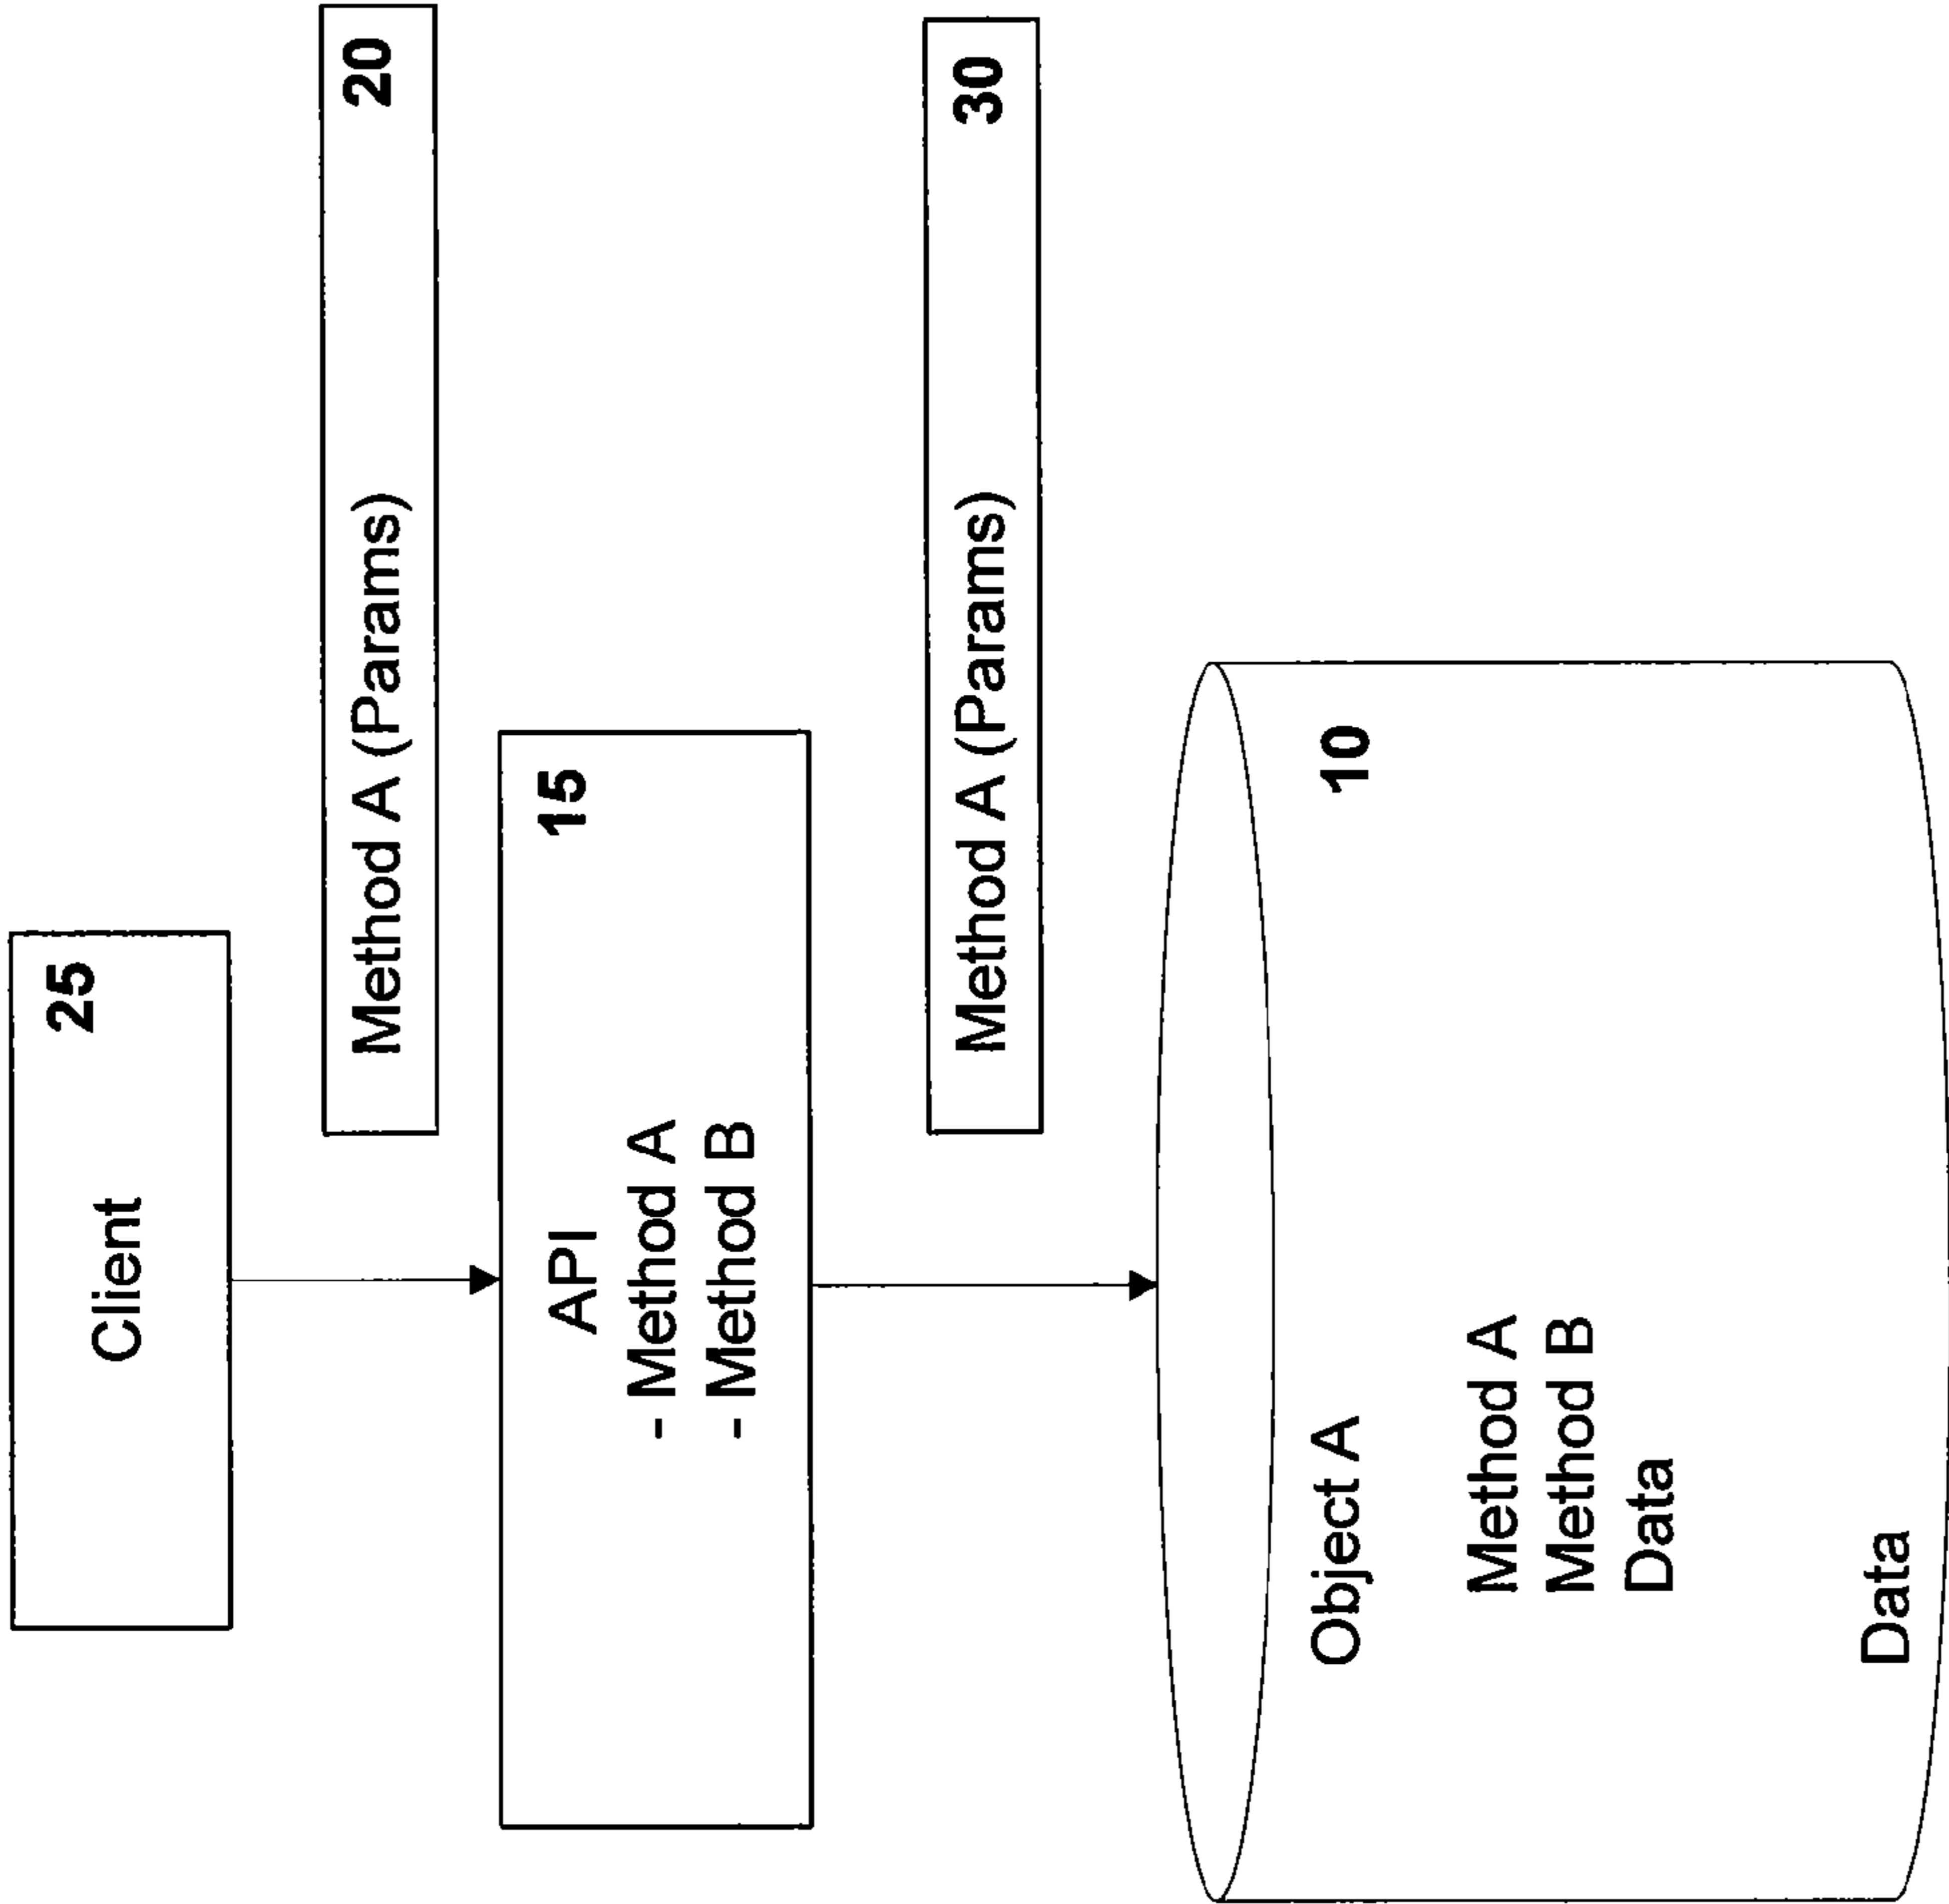 Client
25
Method A (Params)
20
API
15
- Method A
- Method B
Method A (Params)
30
Object A
10
Method A
Method B
Data
Data